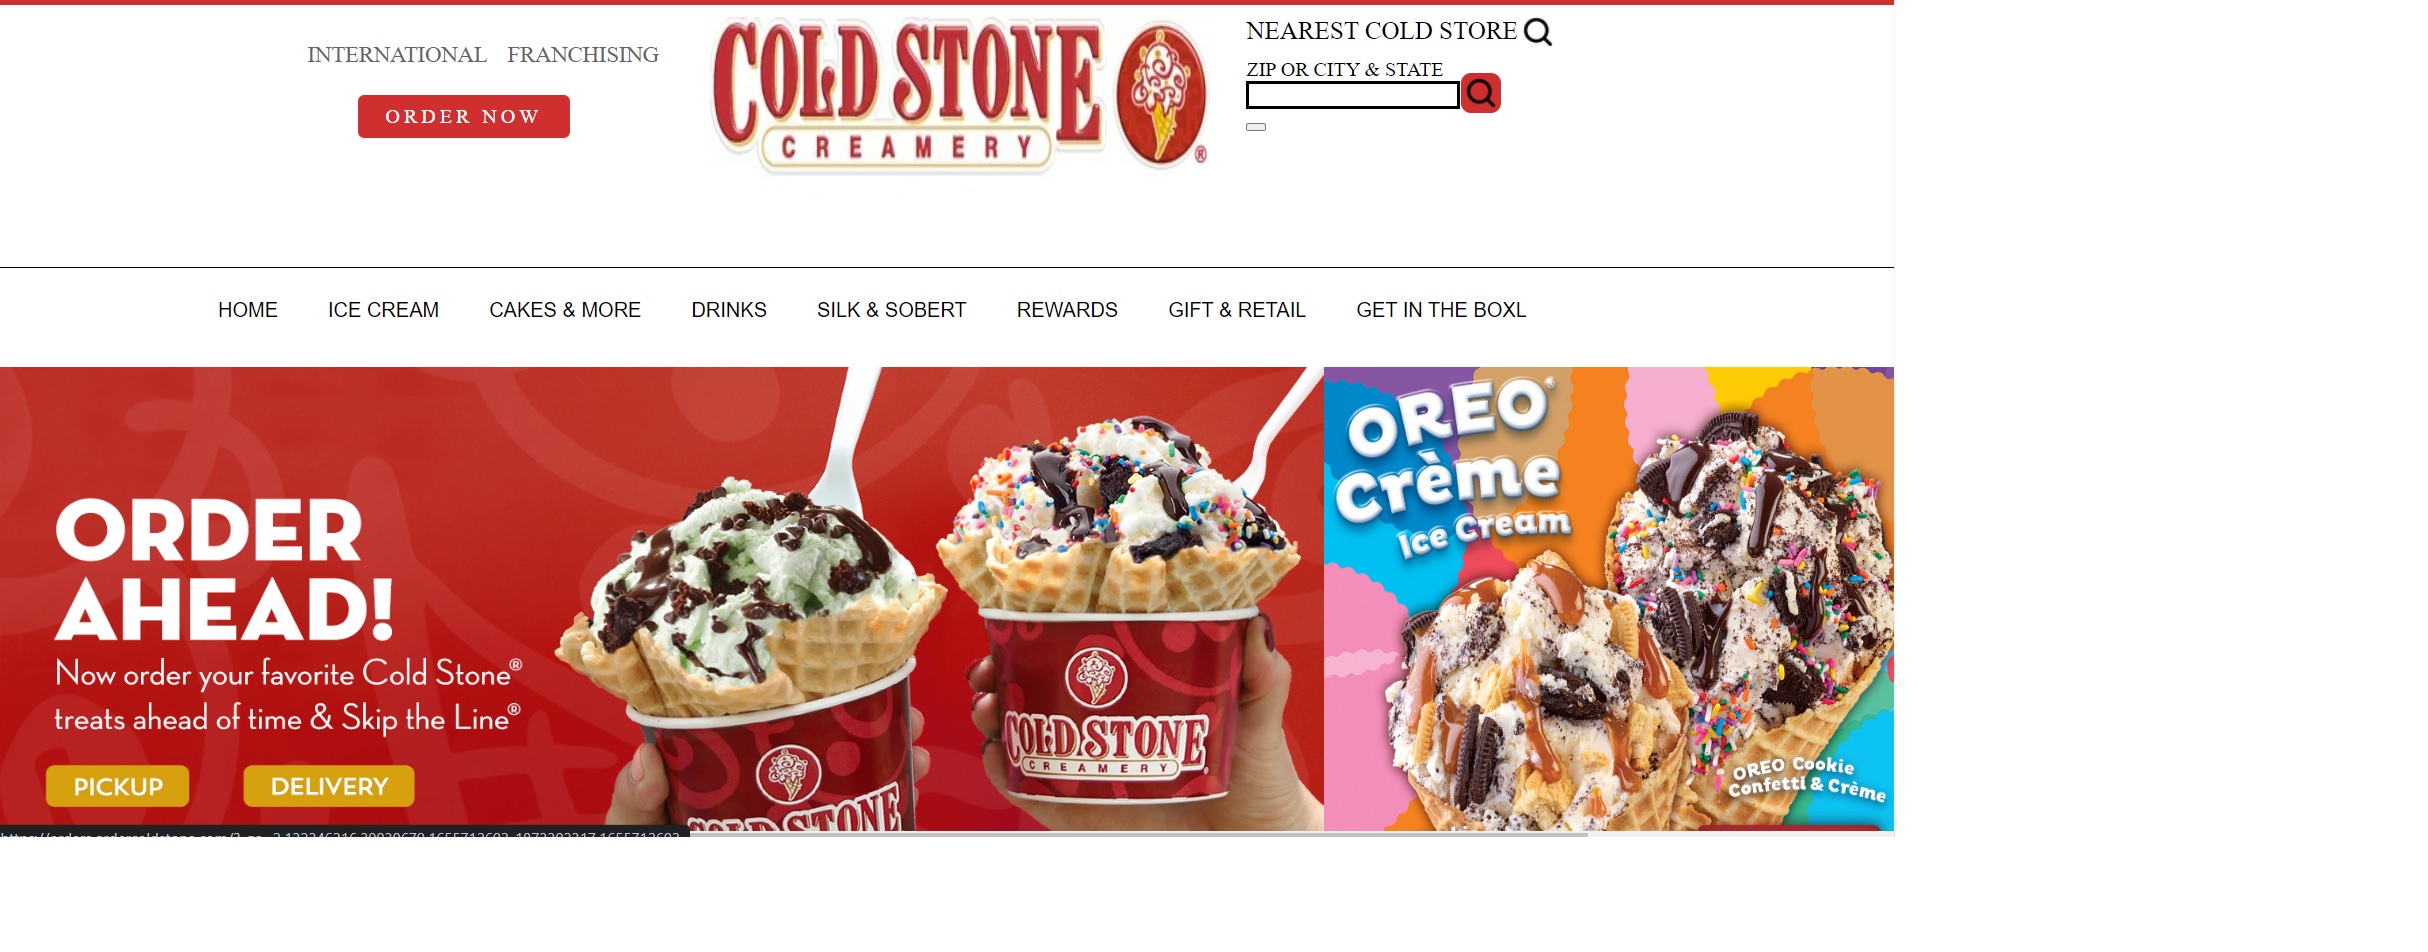 INTERNATIONAL FRANCHISING
ORDER NOW
COLD STONE
CREAMERY ®
NEAREST COLD STORE
ZIP OR CITY & STATE
HOME ICE CREAM CAKES & MORE DRINKS SILK & SOBERT REWARDS GIFT & RETAIL GET IN THE BOXL
ORDER
AHEAD!
Now order your favorite Cold Stone®
treats ahead of time & Skip the Line®
PICKUP DELIVERY
COLD STONE
COLD STONE
CREAMERY
OREO®
Crème
Ice Cream
OREO Cookie
Confetti & Crème